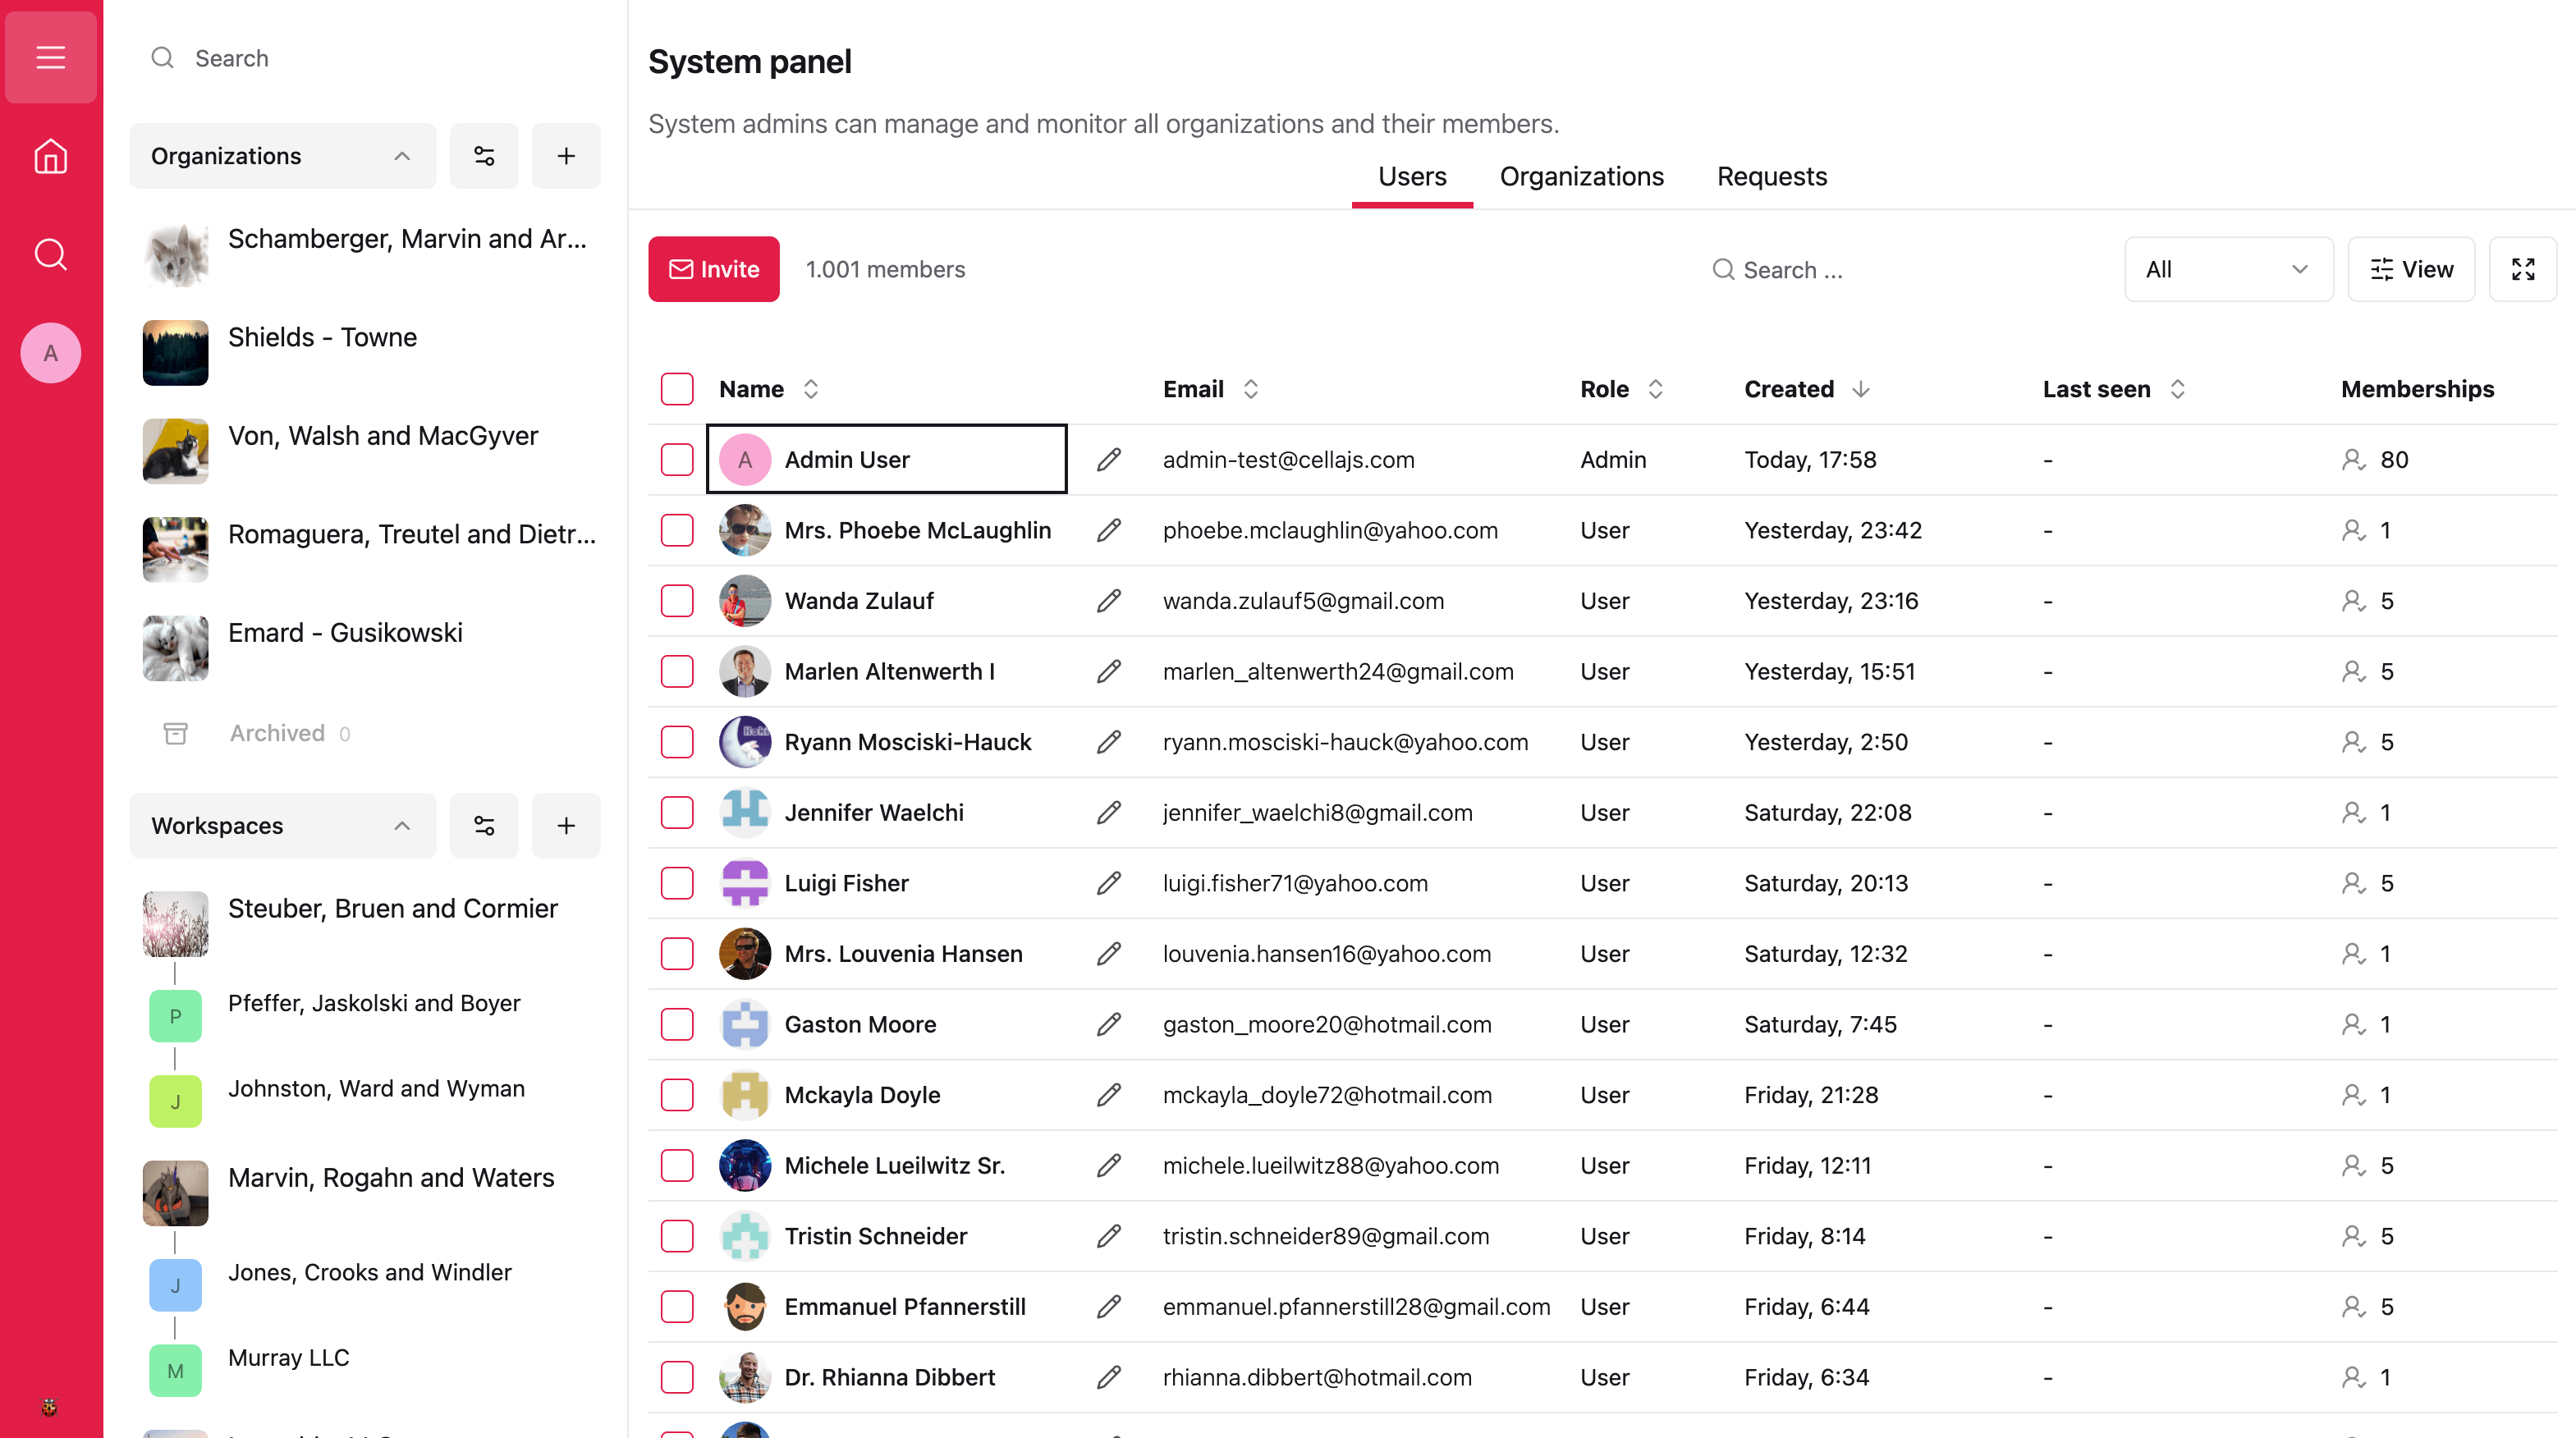 Search
Organizations
Schamberger, Marvin and Ar...
Shields - Towne
Von, Walsh and MacGyver
Romaguera, Treutel and Dietr...
Emard - Gusikowski
Archived 0
Workspaces
Steuber, Bruen and Cormier
P Pfeffer, Jaskolski and Boyer
J Johnston, Ward and Wyman
Marvin, Rogahn and Waters
J Jones, Crooks and Windler
M Murray LLC
A
System panel
System admins can manage and monitor all organizations and their members.
Users Organizations Requests
Invite 1.001 members Search ... All View
Name Email Role Created Last seen Memberships
A Admin User admin-test@cellajs.com Admin Today, 17:58 - 80
Mrs. Phoebe McLaughlin phoebe.mclaughlin@yahoo.com User Yesterday, 23:42 - 1
Wanda Zulauf wanda.zulauf5@gmail.com User Yesterday, 23:16 - 5
Marlen Altenwerth I marlen_altenwerth24@gmail.com User Yesterday, 15:51 - 5
Ryann Mosciski-Hauck ryann.mosciski-hauck@yahoo.com User Yesterday, 2:50 - 5
Jennifer Waelchi jennifer_waelchi8@gmail.com User Saturday, 22:08 - 1
Luigi Fisher luigi.fisher71@yahoo.com User Saturday, 20:13 - 5
Mrs. Louvenia Hansen louvenia.hansen16@yahoo.com User Saturday, 12:32 - 1
Gaston Moore gaston_moore20@hotmail.com User Saturday, 7:45 - 1
Mckayla Doyle mckayla_doyle72@hotmail.com User Friday, 21:28 - 1
Michele Lueilwitz Sr. michele.lueilwitz88@yahoo.com User Friday, 12:11 - 5
Tristin Schneider tristin.schneider89@gmail.com User Friday, 8:14 - 5
Emmanuel Pfannerstill emmanuel.pfannerstill28@gmail.com User Friday, 6:44 - 5
Dr. Rhianna Dibbert rhianna.dibbert@hotmail.com User Friday, 6:34 - 1